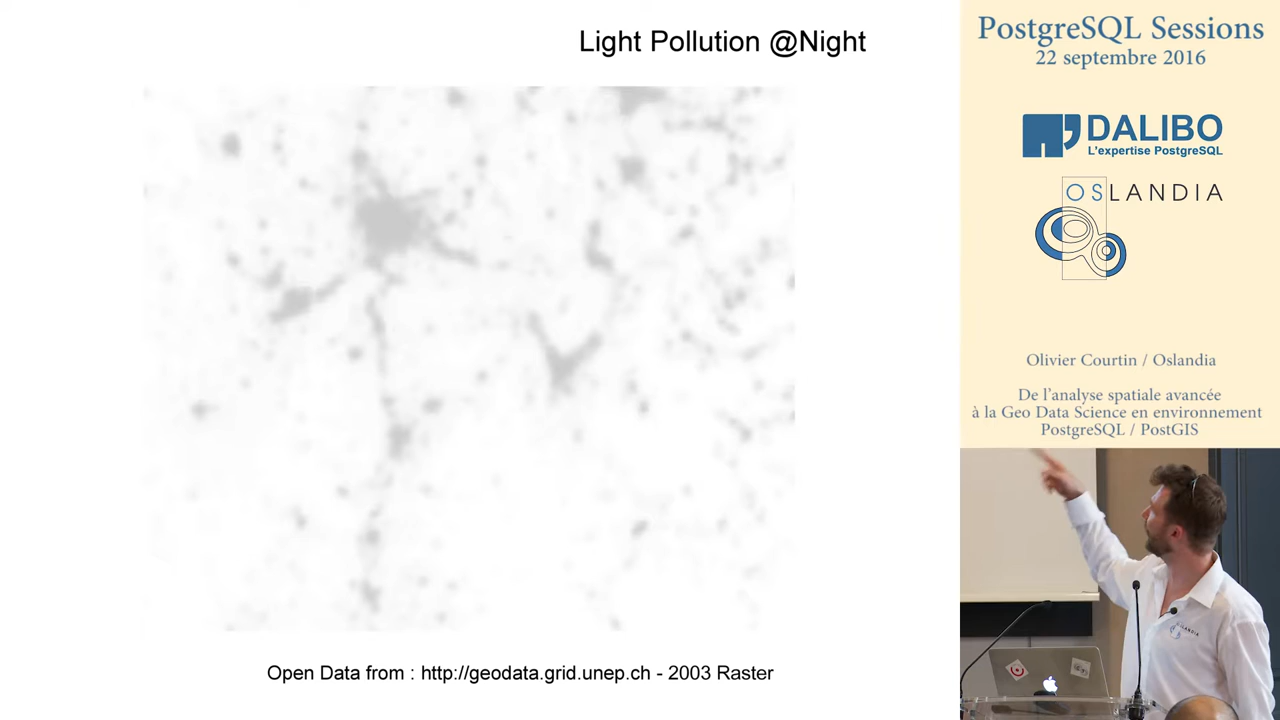 Light Pollution @Night
Open Data from : http://geodata.grid.unep.ch - 2003 Raster
PostgreSQL Sessions
22 septembre 2016
DALIBO
L'expertise PostgreSQL
OSLANDIA
Olivier Courtin / Oslandia
De l'analyse spatiale avancée
à la Geo Data Science en environnement
PostgreSQL / PostGIS
OSLANDIA